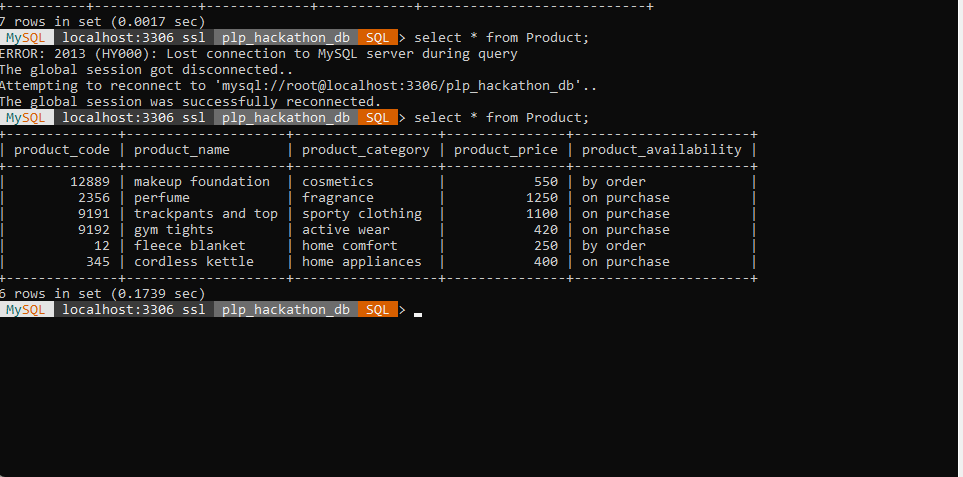 +----------+-------------+-------------+------------+----------------------------+
7 rows in set (0.0017 sec)
MySQL localhost:3306 ssl plp_hackathon_db SQL > select * from Product;
ERROR: 2013 (HY000): Lost connection to MySQL server during query
The global session got disconnected..
Attempting to reconnect to 'mysql://root@localhost:3306/plp_hackathon_db'..
The global session was successfully reconnected.
MySQL localhost:3306 ssl plp_hackathon_db SQL > select * from Product;
+--------------+--------------------+------------------+---------------+----------------------+
| product_code | product_name       | product_category | product_price | product_availability |
+--------------+--------------------+------------------+---------------+----------------------+
|        12889 | makeup foundation  | cosmetics        |           550 | by order             |
|         2356 | perfume            | fragrance        |          1250 | on purchase          |
|         9191 | trackpants and top | sporty clothing  |          1100 | on purchase          |
|         9192 | gym tights         | active wear      |           420 | on purchase          |
|           12 | fleece blanket     | home comfort     |           250 | by order             |
|          345 | cordless kettle    | home appliances  |           400 | on purchase          |
+--------------+--------------------+------------------+---------------+----------------------+
6 rows in set (0.1739 sec)
MySQL localhost:3306 ssl plp_hackathon_db SQL >